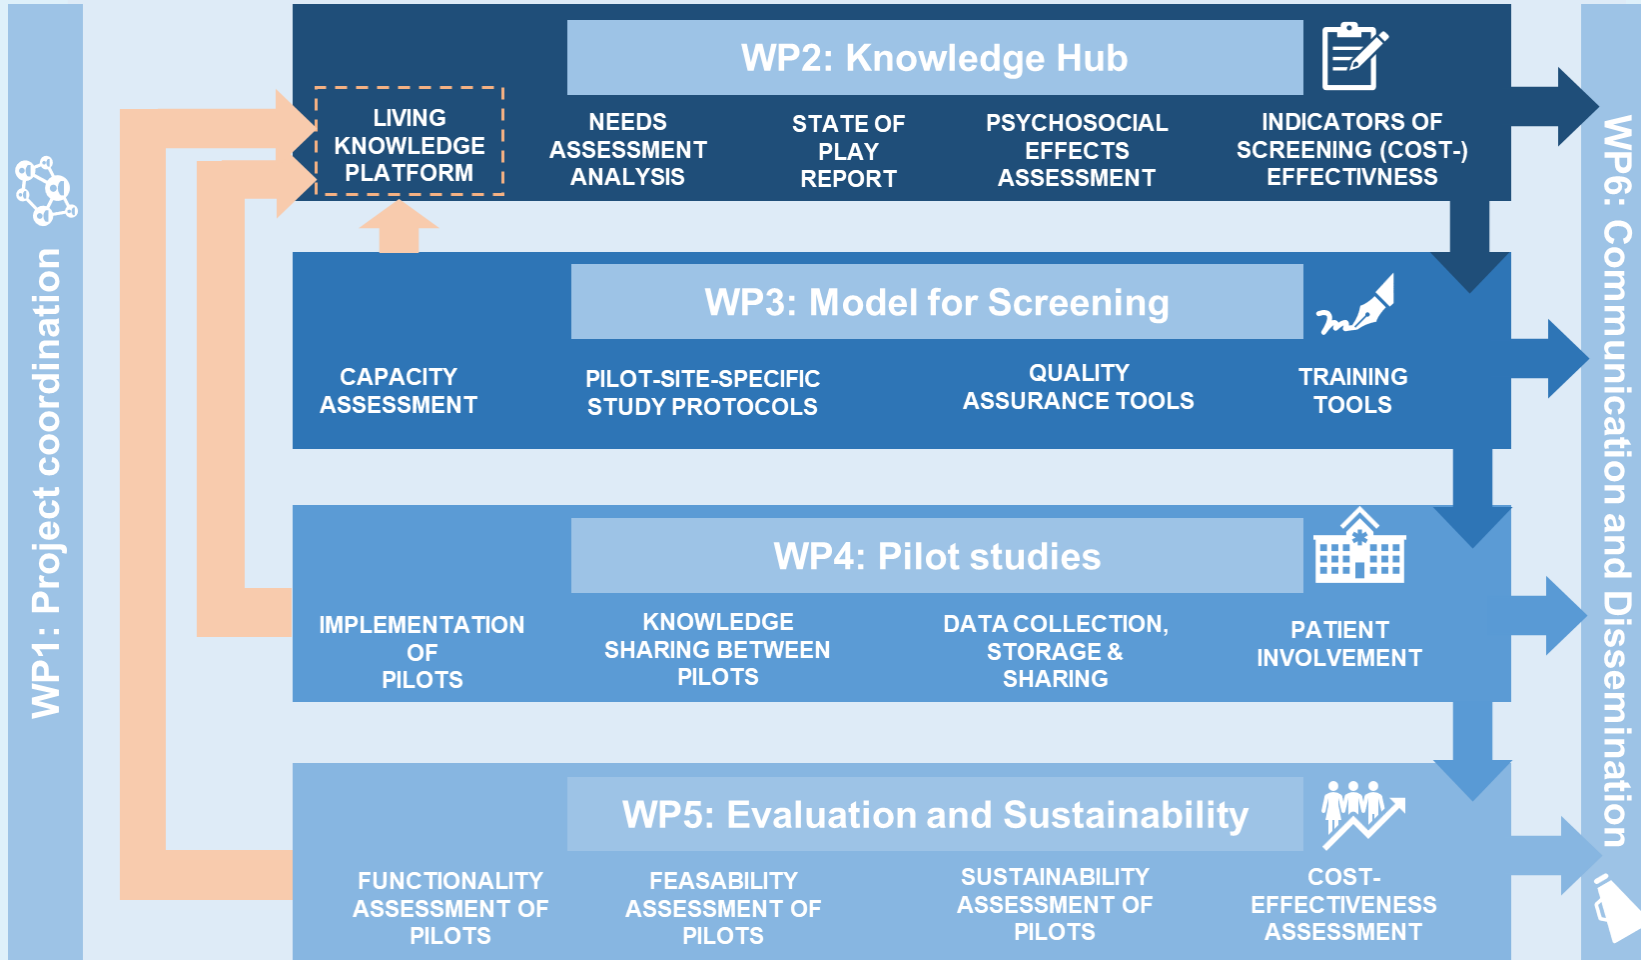 WP1: Project coordination
WP2: Knowledge Hub
LIVING
KNOWLEDGE
PLATFORM
NEEDS
ASSESSMENT
ANALYSIS
STATE OF
PLAY
REPORT
PSYCHOSOCIAL
EFFECTS
ASSESSMENT
INDICATORS OF
SCREENING (COST-)
EFFECTIVNESS
WP3: Model for Screening
CAPACITY
ASSESSMENT
PILOT-SITE-SPECIFIC
STUDY PROTOCOLS
QUALITY
ASSURANCE TOOLS
TRAINING
TOOLS
WP4: Pilot studies
IMPLEMENTATION
OF
PILOTS
KNOWLEDGE
SHARING BETWEEN
PILOTS
DATA COLLECTION,
STORAGE &
SHARING
PATIENT
INVOLVEMENT
WP5: Evaluation and Sustainability
FUNCTIONALITY
ASSESSMENT OF
PILOTS
FEASABILITY
ASSESSMENT OF
PILOTS
SUSTAINABILITY
ASSESSMENT OF
PILOTS
COST-
EFFECTIVENESS
ASSESSMENT
WP6: Communication and Dissemination